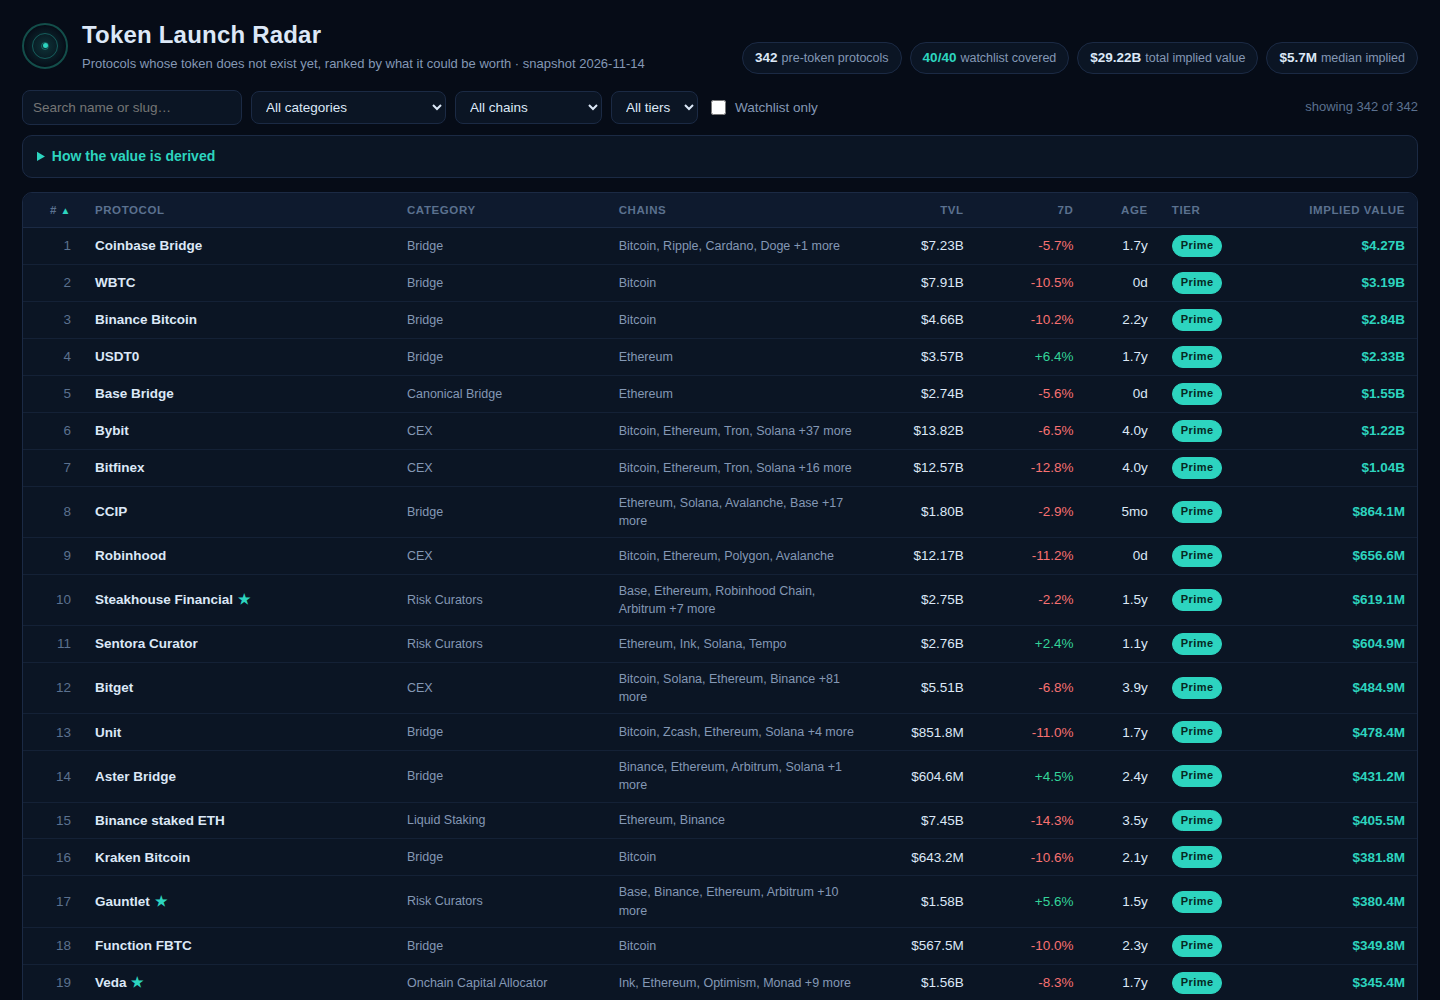 Token Launch Radar
Protocols whose token does not exist yet, ranked by what it could be worth · snapshot 2026-11-14
342 pre-token protocols
40/40 watchlist covered
$29.22B total implied value
$5.7M median implied
Search name or slug…
All categories
All chains
All tiers
Watchlist only
showing 342 of 342
▶ How the value is derived
# ▲ PROTOCOL CATEGORY CHAINS TVL 7D AGE TIER IMPLIED VALUE
1 Coinbase Bridge Bridge Bitcoin, Ripple, Cardano, Doge +1 more $7.23B -5.7% 1.7y Prime $4.27B
2 WBTC Bridge Bitcoin $7.91B -10.5% 0d Prime $3.19B
3 Binance Bitcoin Bridge Bitcoin $4.66B -10.2% 2.2y Prime $2.84B
4 USDT0 Bridge Ethereum $3.57B +6.4% 1.7y Prime $2.33B
5 Base Bridge Canonical Bridge Ethereum $2.74B -5.6% 0d Prime $1.55B
6 Bybit CEX Bitcoin, Ethereum, Tron, Solana +37 more $13.82B -6.5% 4.0y Prime $1.22B
7 Bitfinex CEX Bitcoin, Ethereum, Tron, Solana +16 more $12.57B -12.8% 4.0y Prime $1.04B
8 CCIP Bridge Ethereum, Solana, Avalanche, Base +17
more $1.80B -2.9% 5mo Prime $864.1M
9 Robinhood CEX Bitcoin, Ethereum, Polygon, Avalanche $12.17B -11.2% 0d Prime $656.6M
10 Steakhouse Financial ★ Risk Curators Base, Ethereum, Robinhood Chain,
Arbitrum +7 more $2.75B -2.2% 1.5y Prime $619.1M
11 Sentora Curator Risk Curators Ethereum, Ink, Solana, Tempo $2.76B +2.4% 1.1y Prime $604.9M
12 Bitget CEX Bitcoin, Solana, Ethereum, Binance +81
more $5.51B -6.8% 3.9y Prime $484.9M
13 Unit Bridge Bitcoin, Zcash, Ethereum, Solana +4 more $851.8M -11.0% 1.7y Prime $478.4M
14 Aster Bridge Bridge Binance, Ethereum, Arbitrum, Solana +1
more $604.6M +4.5% 2.4y Prime $431.2M
15 Binance staked ETH Liquid Staking Ethereum, Binance $7.45B -14.3% 3.5y Prime $405.5M
16 Kraken Bitcoin Bridge Bitcoin $643.2M -10.6% 2.1y Prime $381.8M
17 Gauntlet ★ Risk Curators Base, Binance, Ethereum, Arbitrum +10
more $1.58B +5.6% 1.5y Prime $380.4M
18 Function FBTC Bridge Bitcoin $567.5M -10.0% 2.3y Prime $349.8M
19 Veda ★ Onchain Capital Allocator Ink, Ethereum, Optimism, Monad +9 more $1.56B -8.3% 1.7y Prime $345.4M